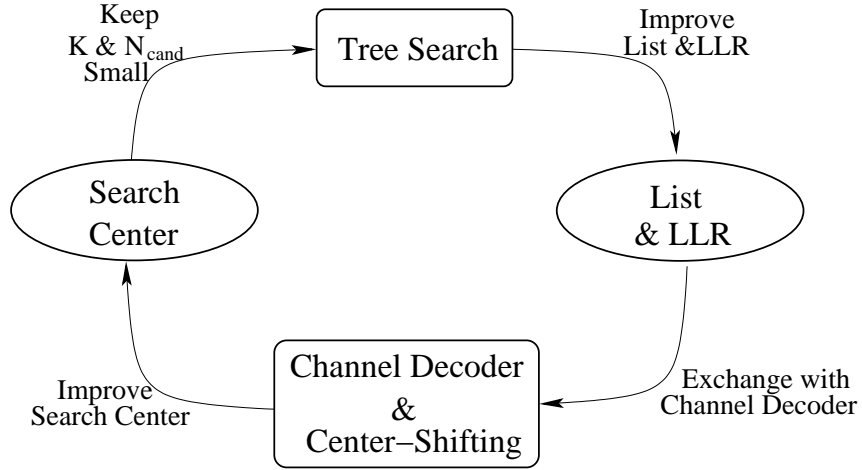 Keep
K & N_cand
Small
Tree Search
Improve
List &LLR
Search
Center
List
& LLR
Channel Decoder
&
Center–Shifting
Improve
Search Center
Exchange with
Channel Decoder